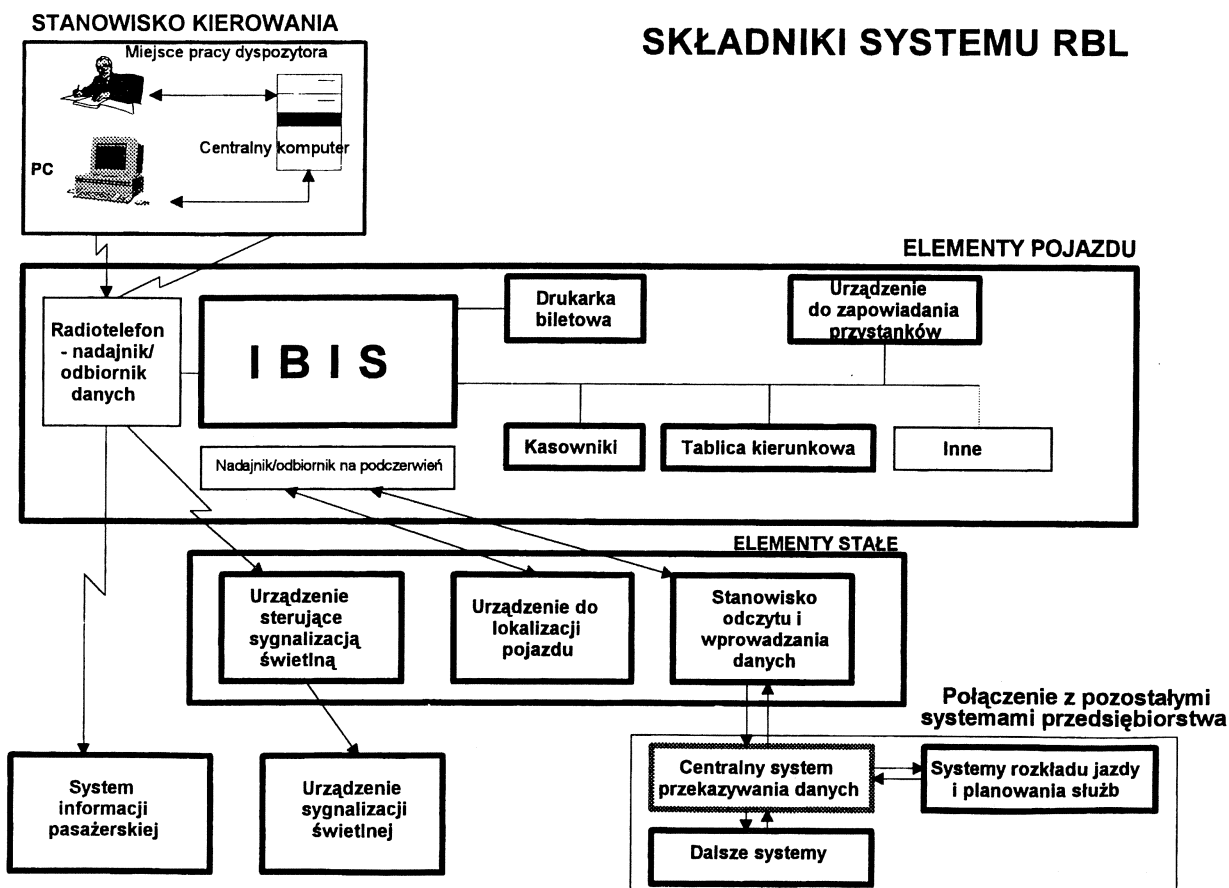 STANOWISKO KIEROWANIA
SKŁADNIKI SYSTEMU RBL
Miejsce pracy dyspozytora
Centralny komputer
PC
ELEMENTY POJAZDU
Radiotelefon
- nadajnik/
odbiornik
danych
I B I S
Drukarka
biletowa
Urządzenie
do zapowiadania
przystanków
Kasowniki
Tablica kierunkowa
Inne
Nadajnik/odbiornik na podczerwień
ELEMENTY STAŁE
Urządzenie
sterujące
sygnalizacją
świetlną
Urządzenie do
lokalizacji
pojazdu
Stanowisko
odczytu i
wprowadzania
danych
Połączenie z pozostałymi
systemami przedsiębiorstwa
System
informacji
pasażerskiej
Urządzenie
sygnalizacji
świetlnej
Centralny system
przekazywania danych
Systemy rozkładu jazdy
i planowania służb
Dalsze systemy